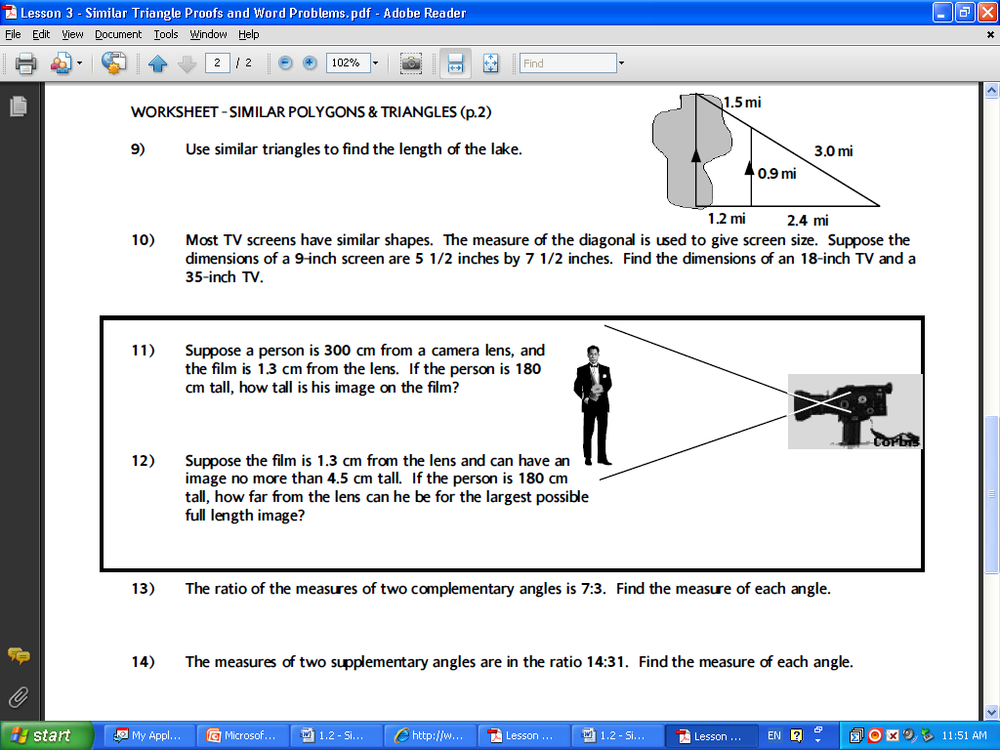 Lesson 3 - Similar Triangle Proofs and Word Problems.pdf - Adobe Reader
File Edit View Document Tools Window Help
2 / 2 102% Find
WORKSHEET - SIMILAR POLYGONS & TRIANGLES (p.2)
9) Use similar triangles to find the length of the lake.
1.5 mi
3.0 mi
0.9 mi
1.2 mi 2.4 mi
10) Most TV screens have similar shapes. The measure of the diagonal is used to give screen size. Suppose the
dimensions of a 9-inch screen are 5 1/2 inches by 7 1/2 inches. Find the dimensions of an 18-inch TV and a
35-inch TV.
11) Suppose a person is 300 cm from a camera lens, and
the film is 1.3 cm from the lens. If the person is 180
cm tall, how tall is his image on the film?
Corbis
12) Suppose the film is 1.3 cm from the lens and can have an
image no more than 4.5 cm tall. If the person is 180 cm
tall, how far from the lens can he be for the largest possible
full length image?
13) The ratio of the measures of two complementary angles is 7:3. Find the measure of each angle.
14) The measures of two supplementary angles are in the ratio 14:31. Find the measure of each angle.
start My Appl... Microsof... 1.2 - Si... http://w... Lesson ... 1.2 - Si... Lesson ... EN 11:51 AM